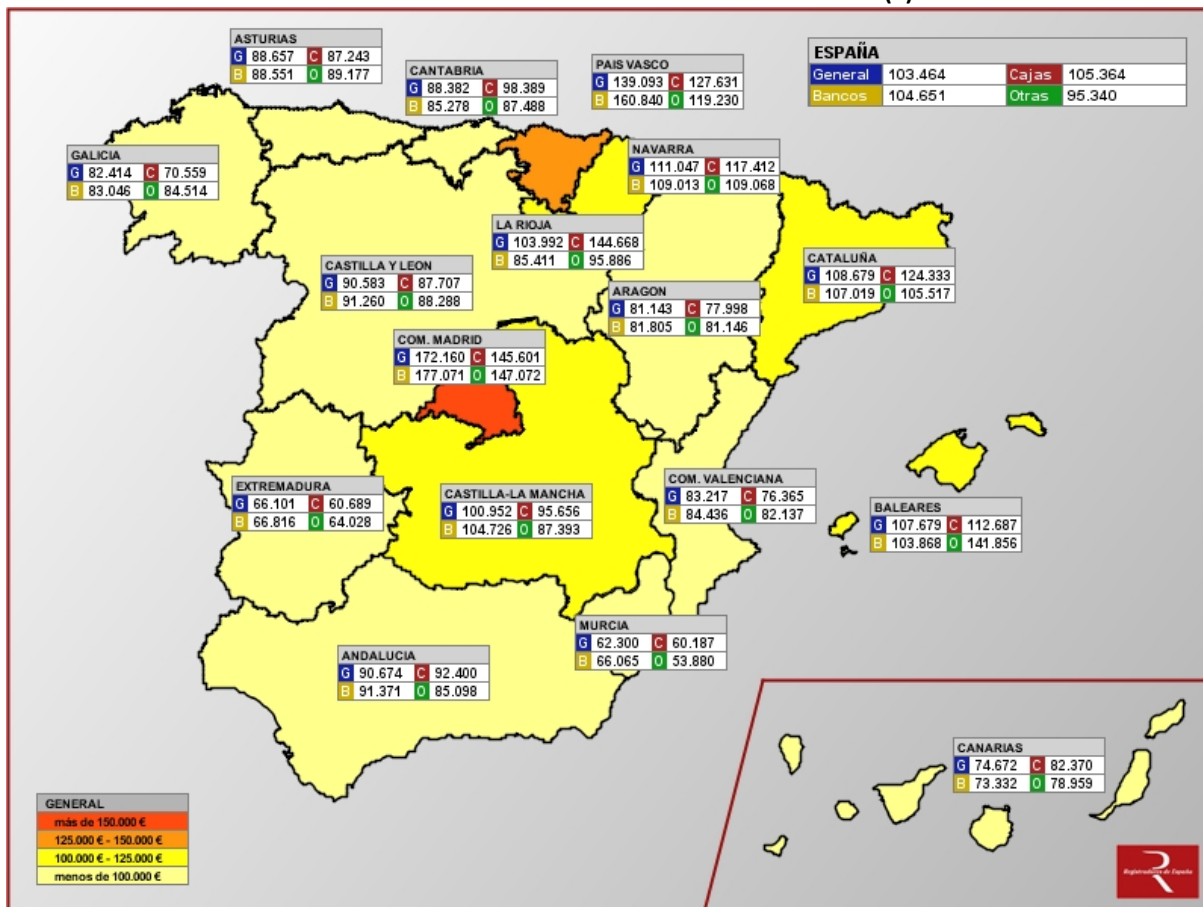 ASTURIAS
G 88.657 C 87.243
B 88.551 O 89.177
CANTABRIA
G 88.382 C 98.389
B 85.278 O 87.488
PAIS VASCO
G 139.093 C 127.631
B 160.840 O 119.230
ESPAÑA
General 103.464 Cajas 105.364
Bancos 104.651 Otras 95.340
GALICIA
G 82.414 C 70.559
B 83.046 O 84.514
NAVARRA
G 111.047 C 117.412
B 109.013 O 109.068
LA RIOJA
G 103.992 C 144.668
B 85.411 O 95.886
CASTILLA Y LEON
G 90.583 C 87.707
B 91.260 O 88.288
CATALUÑA
G 108.679 C 124.333
B 107.019 O 105.517
ARAGON
G 81.143 C 77.998
B 81.805 O 81.146
COM. MADRID
G 172.160 C 145.601
B 177.071 O 147.072
EXTREMADURA
G 66.101 C 60.689
B 66.816 O 64.028
CASTILLA-LA MANCHA
G 100.952 C 95.656
B 104.726 O 87.393
COM. VALENCIANA
G 83.217 C 76.365
B 84.436 O 82.137
BALEARES
G 107.679 C 112.687
B 103.868 O 141.856
MURCIA
G 62.300 C 60.187
B 66.065 O 53.880
ANDALUCIA
G 90.674 C 92.400
B 91.371 O 85.098
CANARIAS
G 74.672 C 82.370
B 73.332 O 78.959
GENERAL
más de 150.000 €
125.000 € - 150.000 €
100.000 € - 125.000 €
menos de 100.000 €
R
Registradores de España